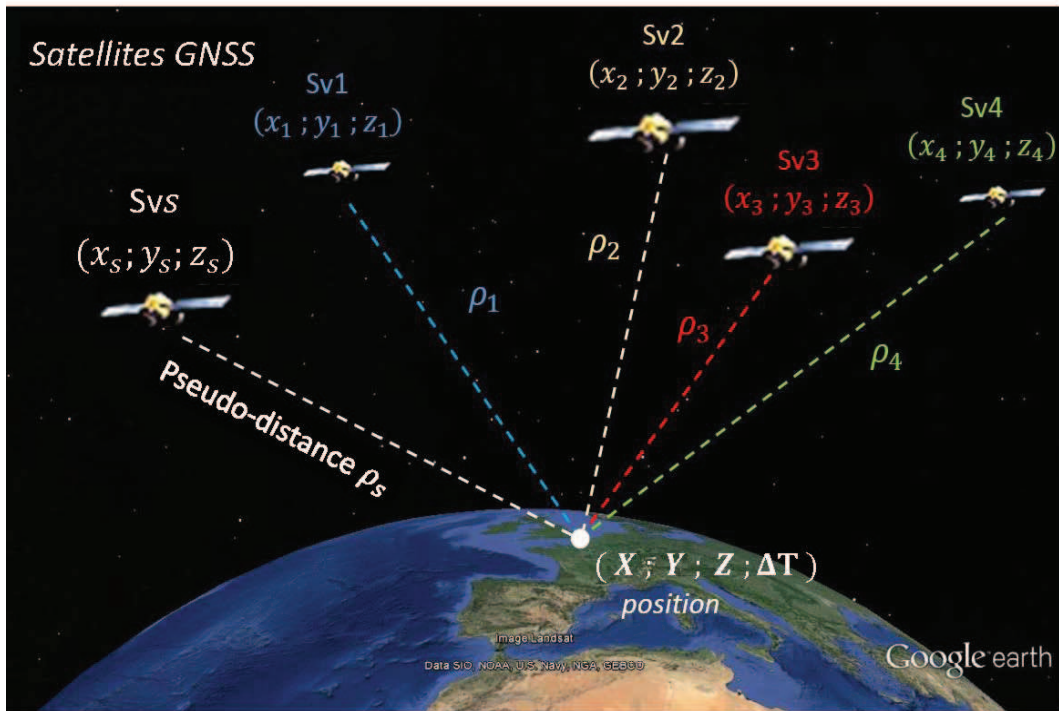 Satellites GNSS
Sv1
(x₁ ; y₁ ; z₁)
Sv2
(x₂ ; y₂ ; z₂)
Sv3
(x₃ ; y₃ ; z₃)
Sv4
(x₄ ; y₄ ; z₄)
Svs
(xₛ; yₛ; zₛ)
ρ₁
ρ₂
ρ₃
ρ₄
Pseudo-distance ρₛ
( X ; Y ; Z ; ΔT )
position
Image Landsat
Data SIO, NOAA, U.S. Navy, NGA, GEBCO
Google earth